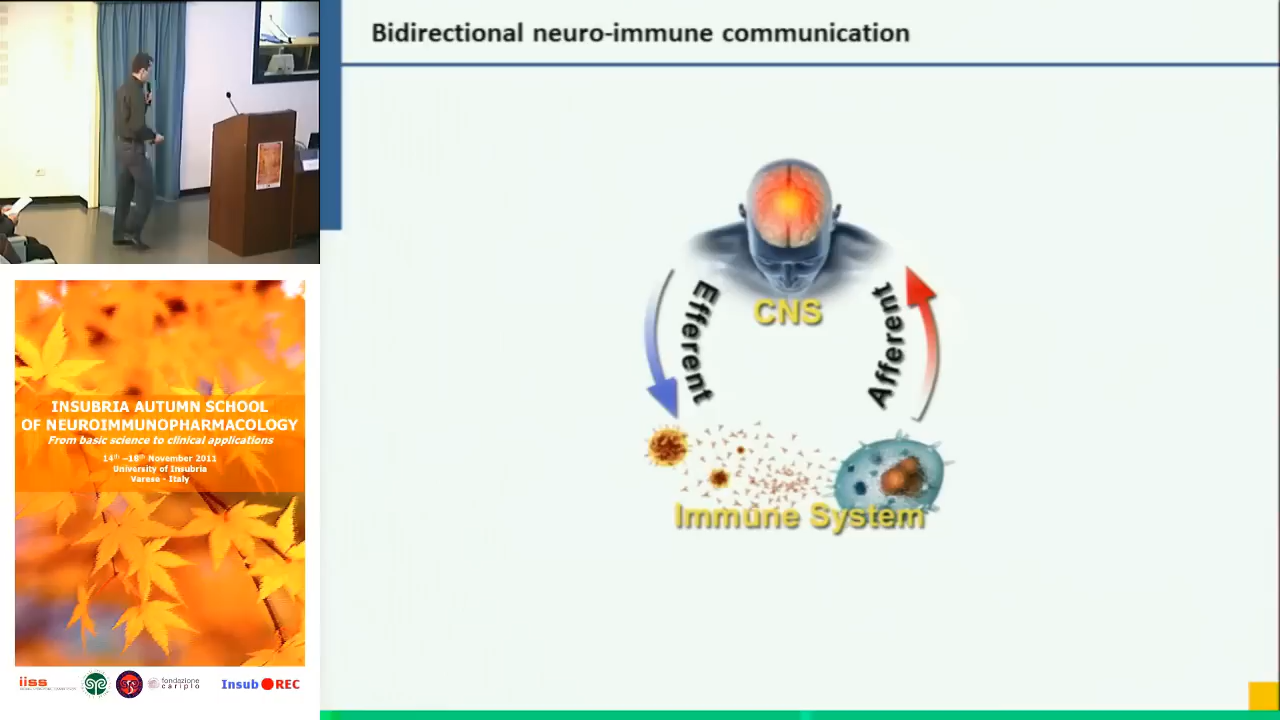 Bidirectional neuro-immune communication
CNS
Efferent
Afferent
Immune System
INSUBRIA AUTUMN SCHOOL
OF NEUROIMMUNOPHARMACOLOGY
From basic science to clinical applications
14th –18th November 2011
University of Insubria
Varese - Italy
iiss
fondazione
cariplo
Insub REC